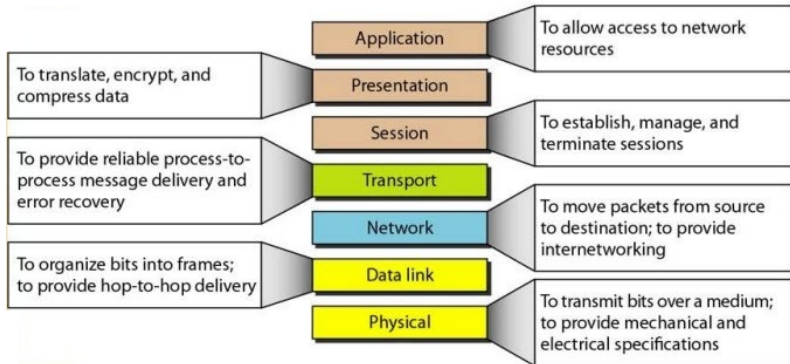 Application
To allow access to network
resources
To translate, encrypt, and
compress data
Presentation
Session
To establish, manage, and
terminate sessions
To provide reliable process-to-
process message delivery and
error recovery
Transport
Network
To move packets from source
to destination; to provide
internetworking
To organize bits into frames;
to provide hop-to-hop delivery
Data link
Physical
To transmit bits over a medium;
to provide mechanical and
electrical specifications